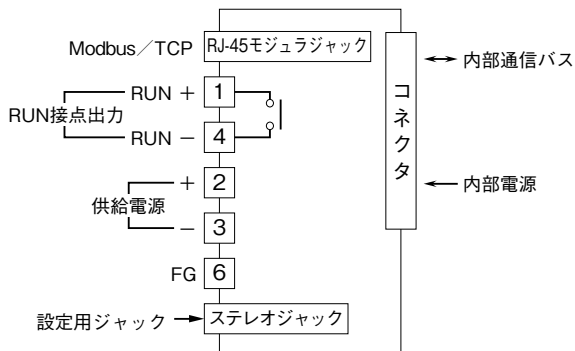 Modbus／TCP RJ-45モジュラジャック
内部通信バス
コネクタ
RUN + 1
RUN接点出力
RUN − 4
+ 2
内部電源
供給電源
− 3
FG 6
設定用ジャック ステレオジャック